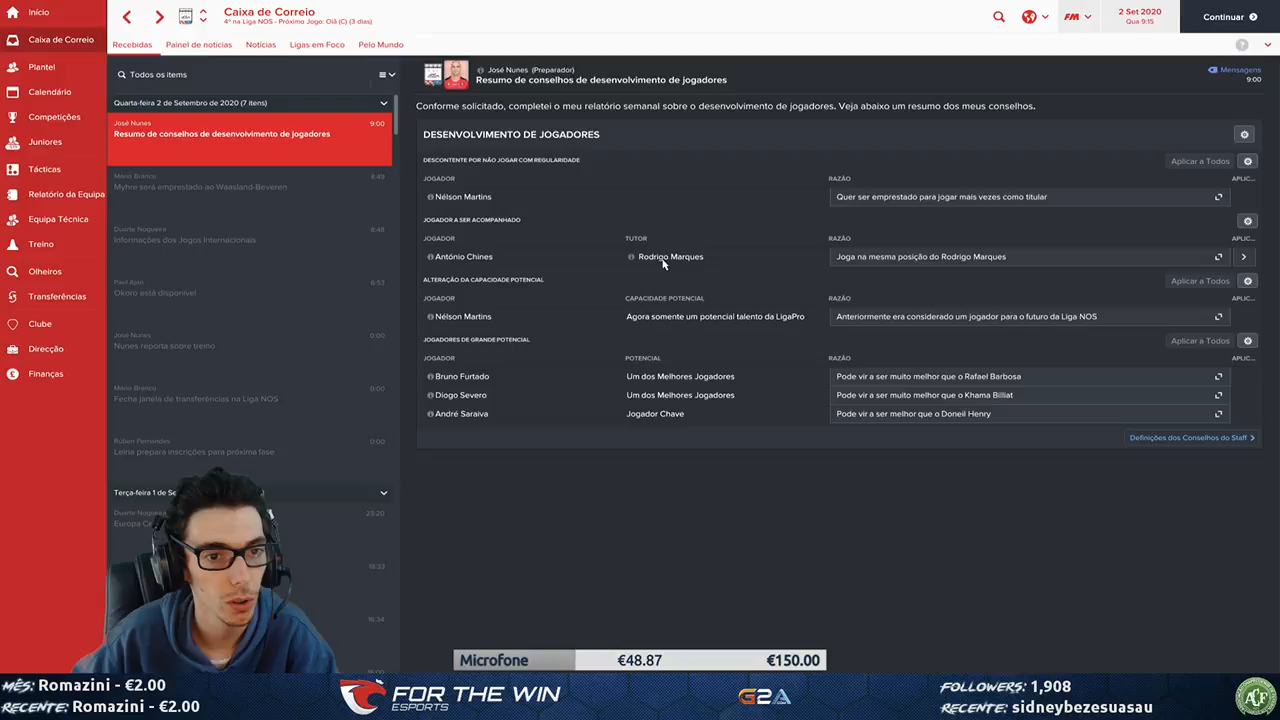 Início
Caixa de Correio
Plantel
Calendário
Competições
Juniores
Tácticas
Relatório da Equipa
Equipa Técnica
Treino
Olheiros
Transferências
Clube
Direcção
Finanças
Caixa de Correio
4º na Liga NOS - Próximo Jogo: Olã (C) (3 dias)
FM
2 Set 2020
Qua 9:15
Continuar
Recebidas
Painel de notícias
Notícias
Ligas em Foco
Pelo Mundo
Todos os items
Quarta-feira 2 de Setembro de 2020 (7 itens)
José Nunes 9:00
Resumo de conselhos de desenvolvimento de jogadores
Mário Branco 8:49
Myhre será emprestado ao Waasland-Beveren
Duarte Nogueira 8:48
Informações dos Jogos Internacionais
6:53
Okoro está disponível
José Nunes 0:00
Nunes reporta sobre treino
Mário Branco 0:00
Fecha janela de transferências na Liga NOS
Rúben Fernandes 0:00
Leiria prepara inscrições para próxima fase
Terça-feira 1 de Se
Duarte Nogueira 23:20
Europa
18:33
16:34
José Nunes (Preparador)
Resumo de conselhos de desenvolvimento de jogadores
Mensagens
9:00
Conforme solicitado, completei o meu relatório semanal sobre o desenvolvimento de jogadores. Veja abaixo um resumo dos meus conselhos.
DESENVOLVIMENTO DE JOGADORES
DESCONTENTE POR NÃO JOGAR COM REGULARIDADE Aplicar a Todos
JOGADOR RAZÃO APLIC...
Nélson Martins Quer ser emprestado para jogar mais vezes como titular
JOGADOR A SER ACOMPANHADO
JOGADOR TUTOR RAZÃO APLIC...
António Chines Rodrigo Marques Joga na mesma posição do Rodrigo Marques
ALTERAÇÃO DA CAPACIDADE POTENCIAL Aplicar a Todos
JOGADOR CAPACIDADE POTENCIAL RAZÃO APLIC...
Nélson Martins Agora somente um potencial talento da LigaPro Anteriormente era considerado um jogador para o futuro da Liga NOS
JOGADORES DE GRANDE POTENCIAL Aplicar a Todos
JOGADOR POTENCIAL RAZÃO APLIC...
Bruno Furtado Um dos Melhores Jogadores Pode vir a ser muito melhor que o Rafael Barbosa
Diogo Severo Um dos Melhores Jogadores Pode vir a ser muito melhor que o Khama Billiat
André Saraiva Jogador Chave Pode vir a ser melhor que o Doneil Henry
Definições dos Conselhos do Staff
Microfone €48.87 €150.00
MÊS: Romazini - €2.00
RECENTE: Romazini - €2.00
FOR THE WIN
ESPORTS
G2A
FOLLOWERS: 1,908
RECENTE: sidneybezesuasau